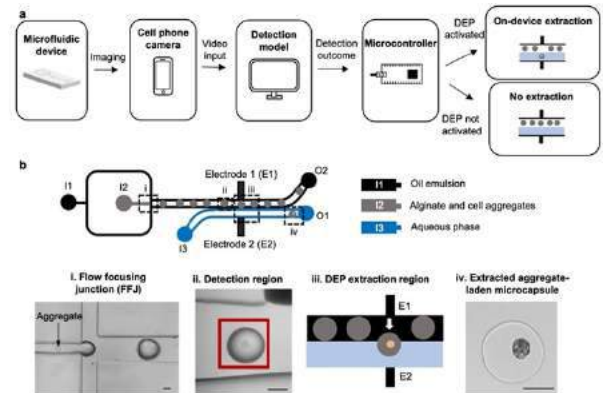 a
Microfluidic
device
Imaging
Cell phone
camera
Video
input
Detection
model
Detection
outcome
Microcontroller
DEP
activated
On-device extraction
DEP not
activated
No extraction
b
Electrode 1 (E1)
Electrode 2 (E2)
I1
I2
I3
i
ii
iii
iv
O2
O1
I1 Oil emulsion
I2 Alginate and cell aggregates
I3 Aqueous phase
i. Flow focusing
junction (FFJ)
Aggregate
ii. Detection region
iii. DEP extraction
region
E1
E2
iv. Extracted aggregate-
laden microcapsule